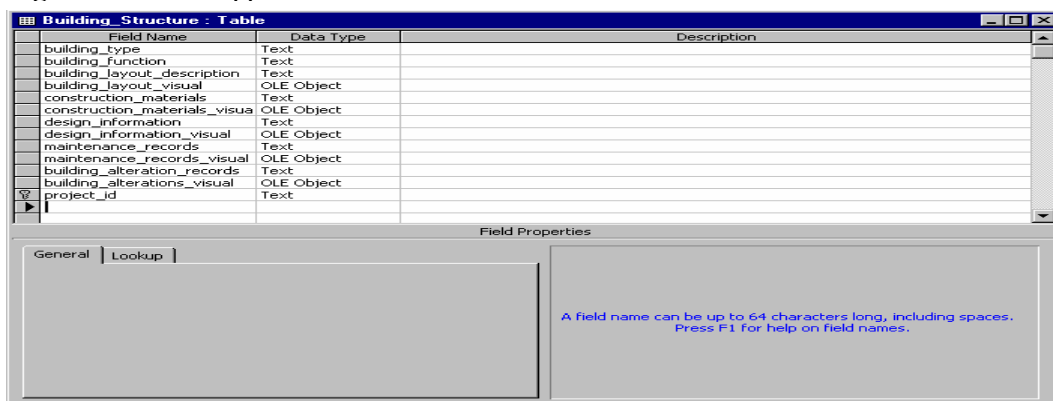 Building_Structure : Table
Field Name Data Type Description
building_type Text
building_function Text
building_layout_description Text
building_layout_visual OLE Object
construction_materials Text
construction_materials_visua OLE Object
design_information Text
design_information_visual OLE Object
maintenance_records Text
maintenance_records_visual OLE Object
building_alteration_records Text
building_alterations_visual OLE Object
project_id Text
Field Properties
General Lookup
A field name can be up to 64 characters long, including spaces.
Press F1 for help on field names.